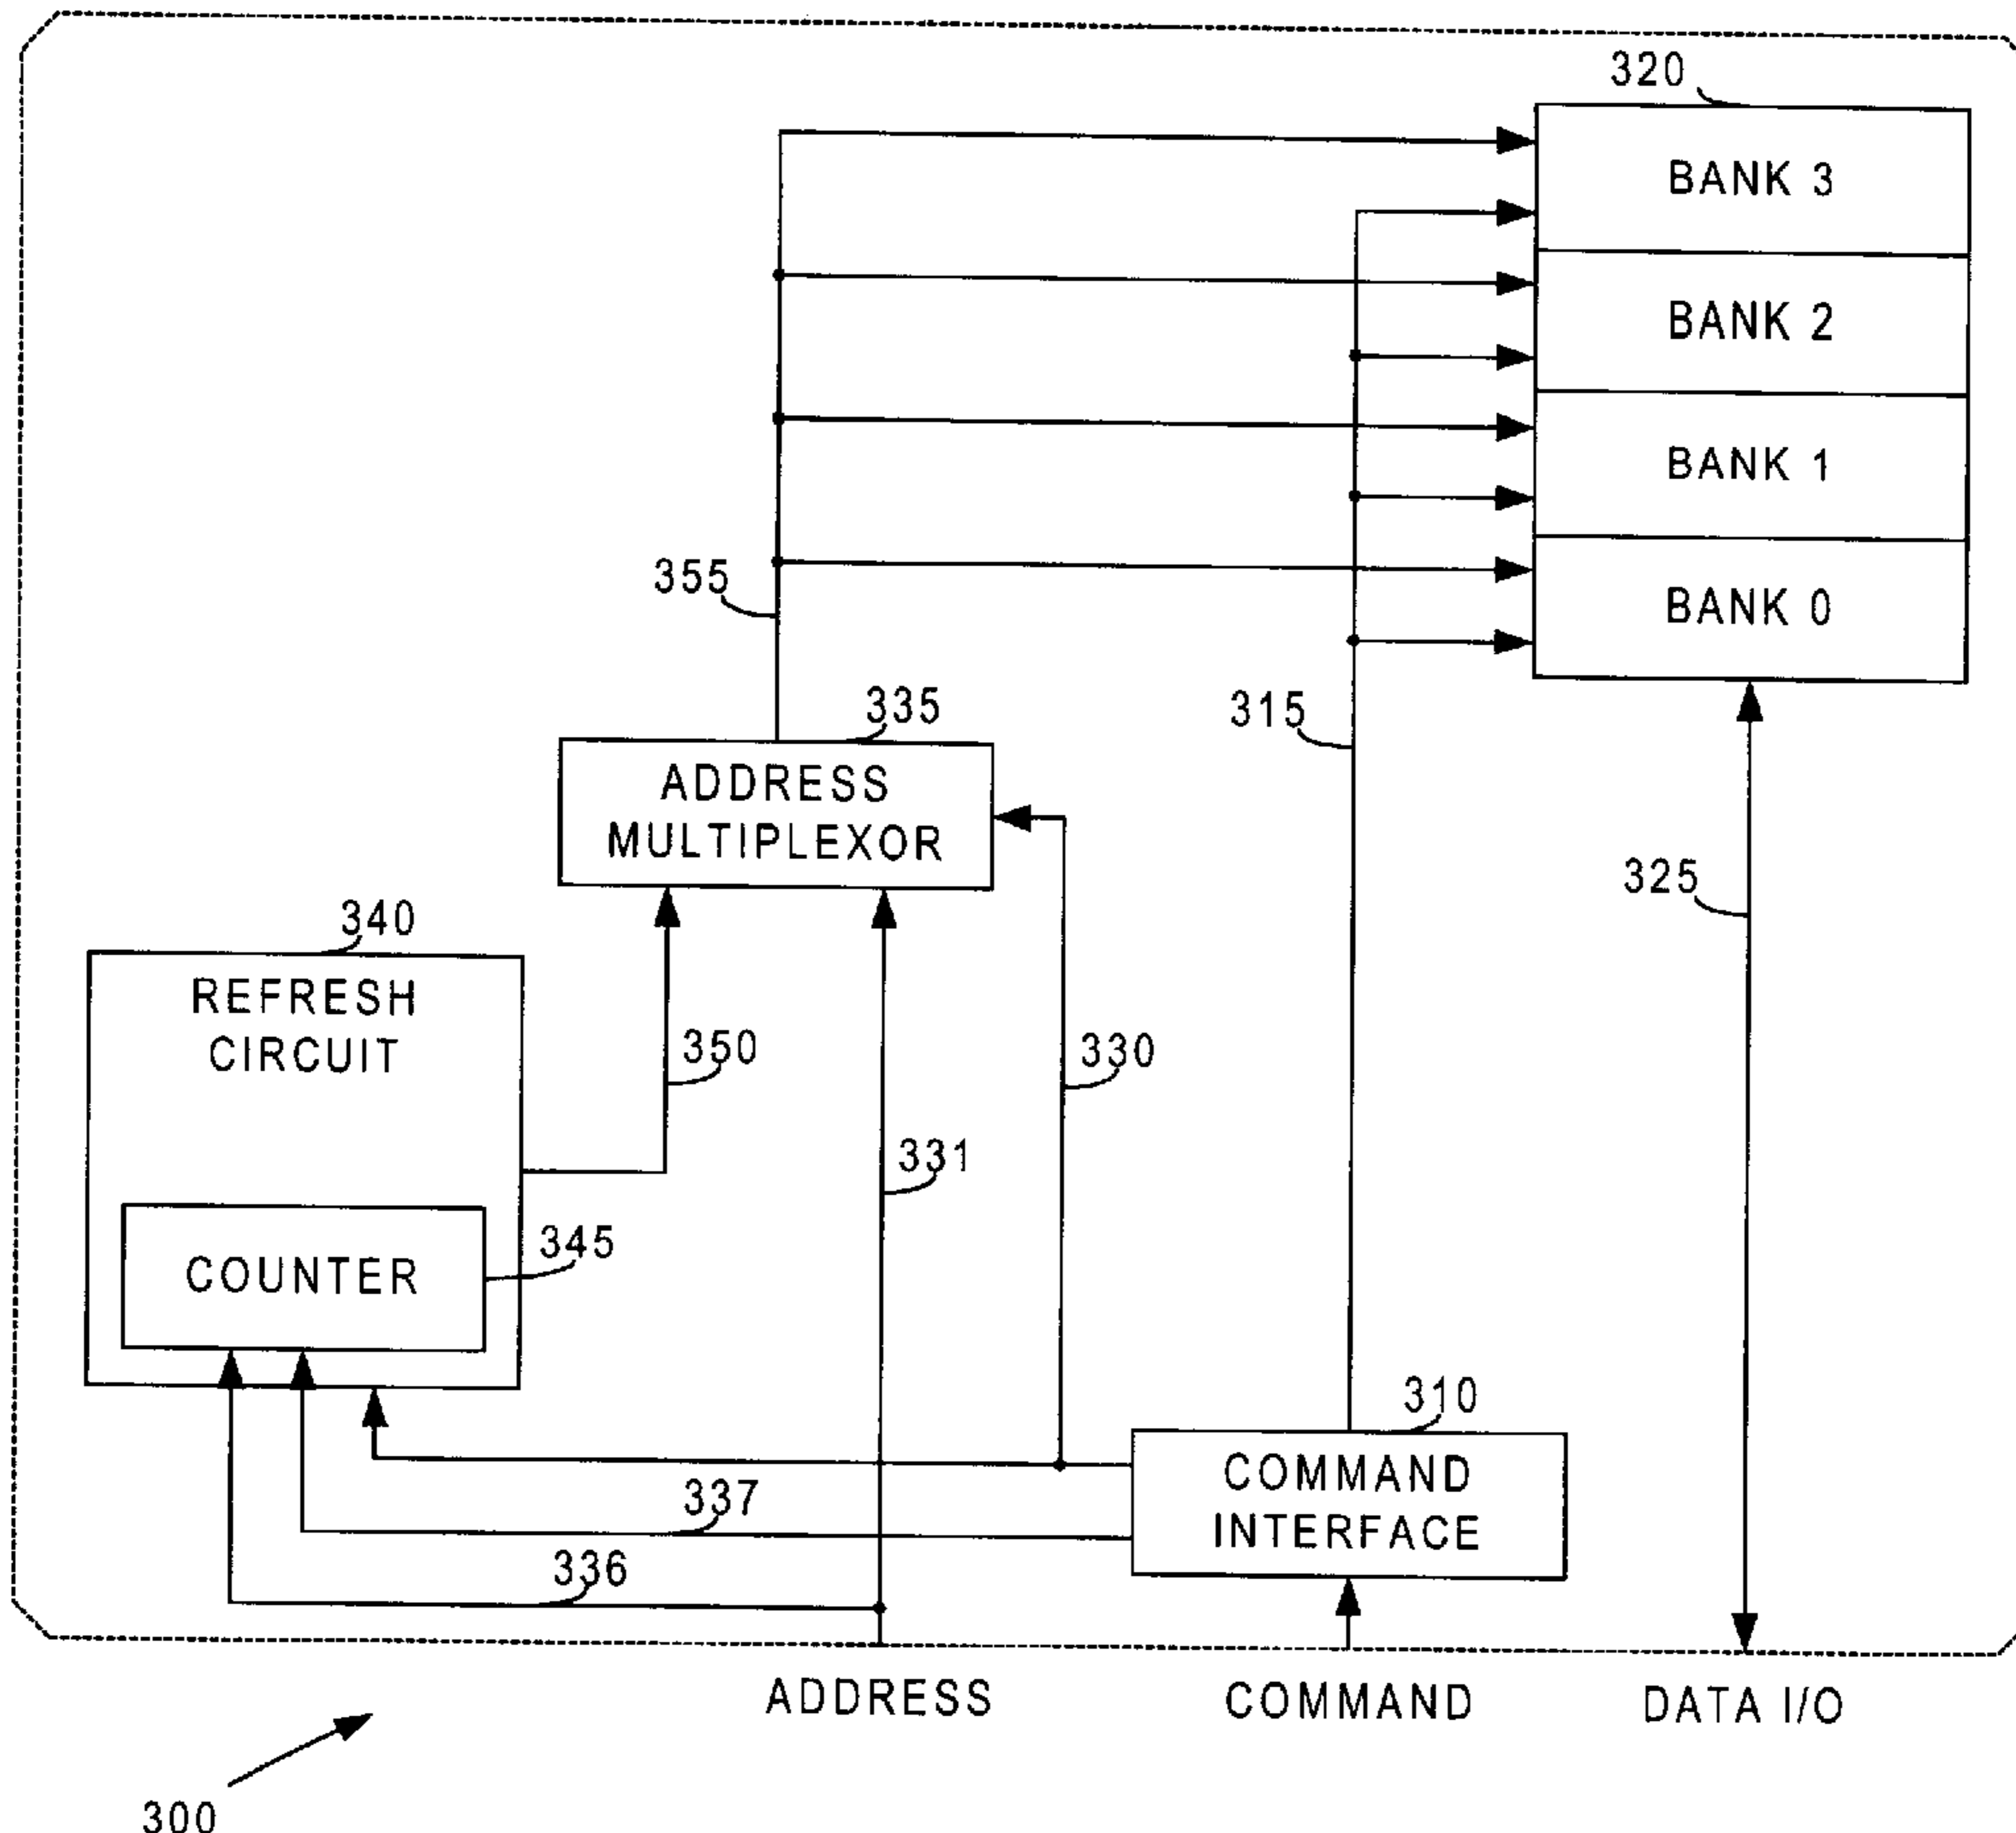 320
BANK 3
BANK 2
BANK 1
BANK 0
355
315
325
335
ADDRESS
MULTIPLEXOR
340
REFRESH
CIRCUIT
350
330
331
COUNTER
345
310
COMMAND
INTERFACE
337
336
ADDRESS
COMMAND
DATA I/O
300